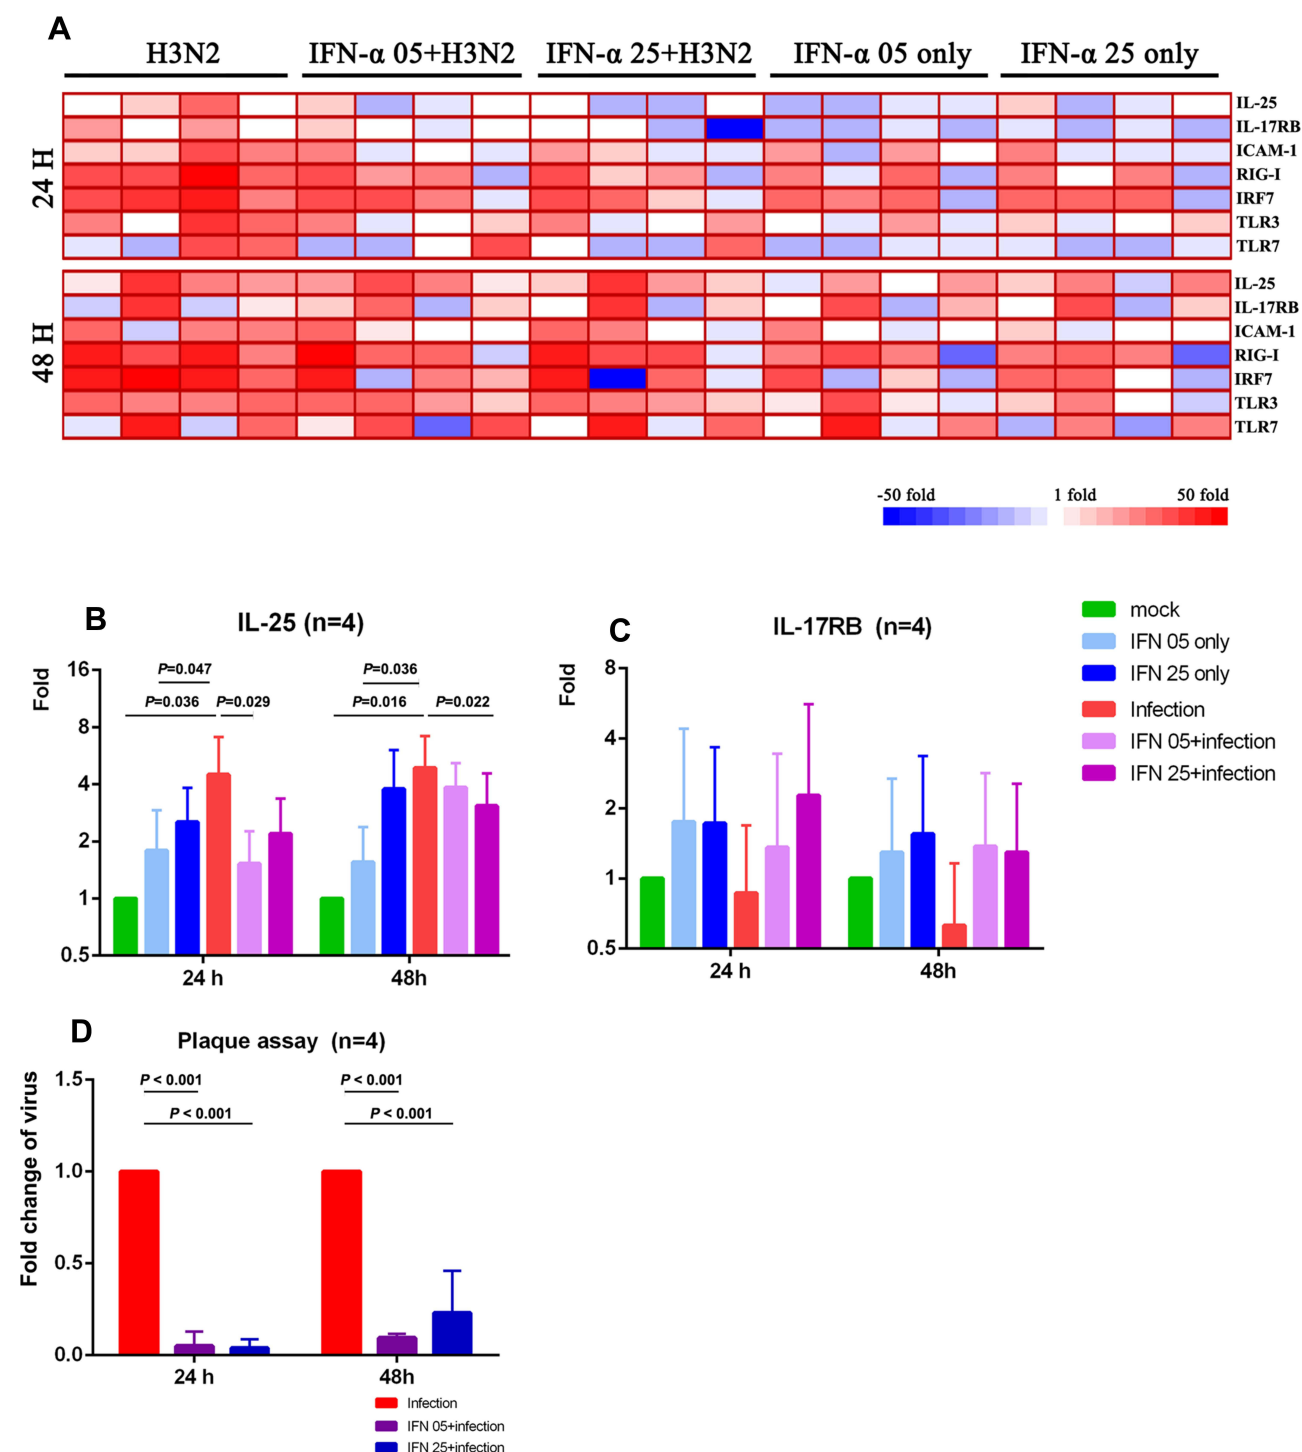 A
H3N2 IFN-α 05+H3N2 IFN-α 25+H3N2 IFN-α 05 only IFN-α 25 only
24 H
IL-25
IL-17RB
ICAM-1
RIG-I
IRF7
TLR3
TLR7
48 H
IL-25
IL-17RB
ICAM-1
RIG-I
IRF7
TLR3
TLR7
-50 fold 1 fold 50 fold
B
IL-25 (n=4)
Fold
16
8
4
2
1
0.5
P=0.047
P=0.036 P=0.029
P=0.036
P=0.016 P=0.022
24 h 48h
C
IL-17RB (n=4)
Fold
8
4
2
1
0.5
24 h 48h
mock
IFN 05 only
IFN 25 only
Infection
IFN 05+infection
IFN 25+infection
D
Plaque assay (n=4)
Fold change of virus
1.5
1.0
0.5
0.0
P < 0.001
P < 0.001
P < 0.001
P < 0.001
24 h 48h
Infection
IFN 05+infection
IFN 25+infection